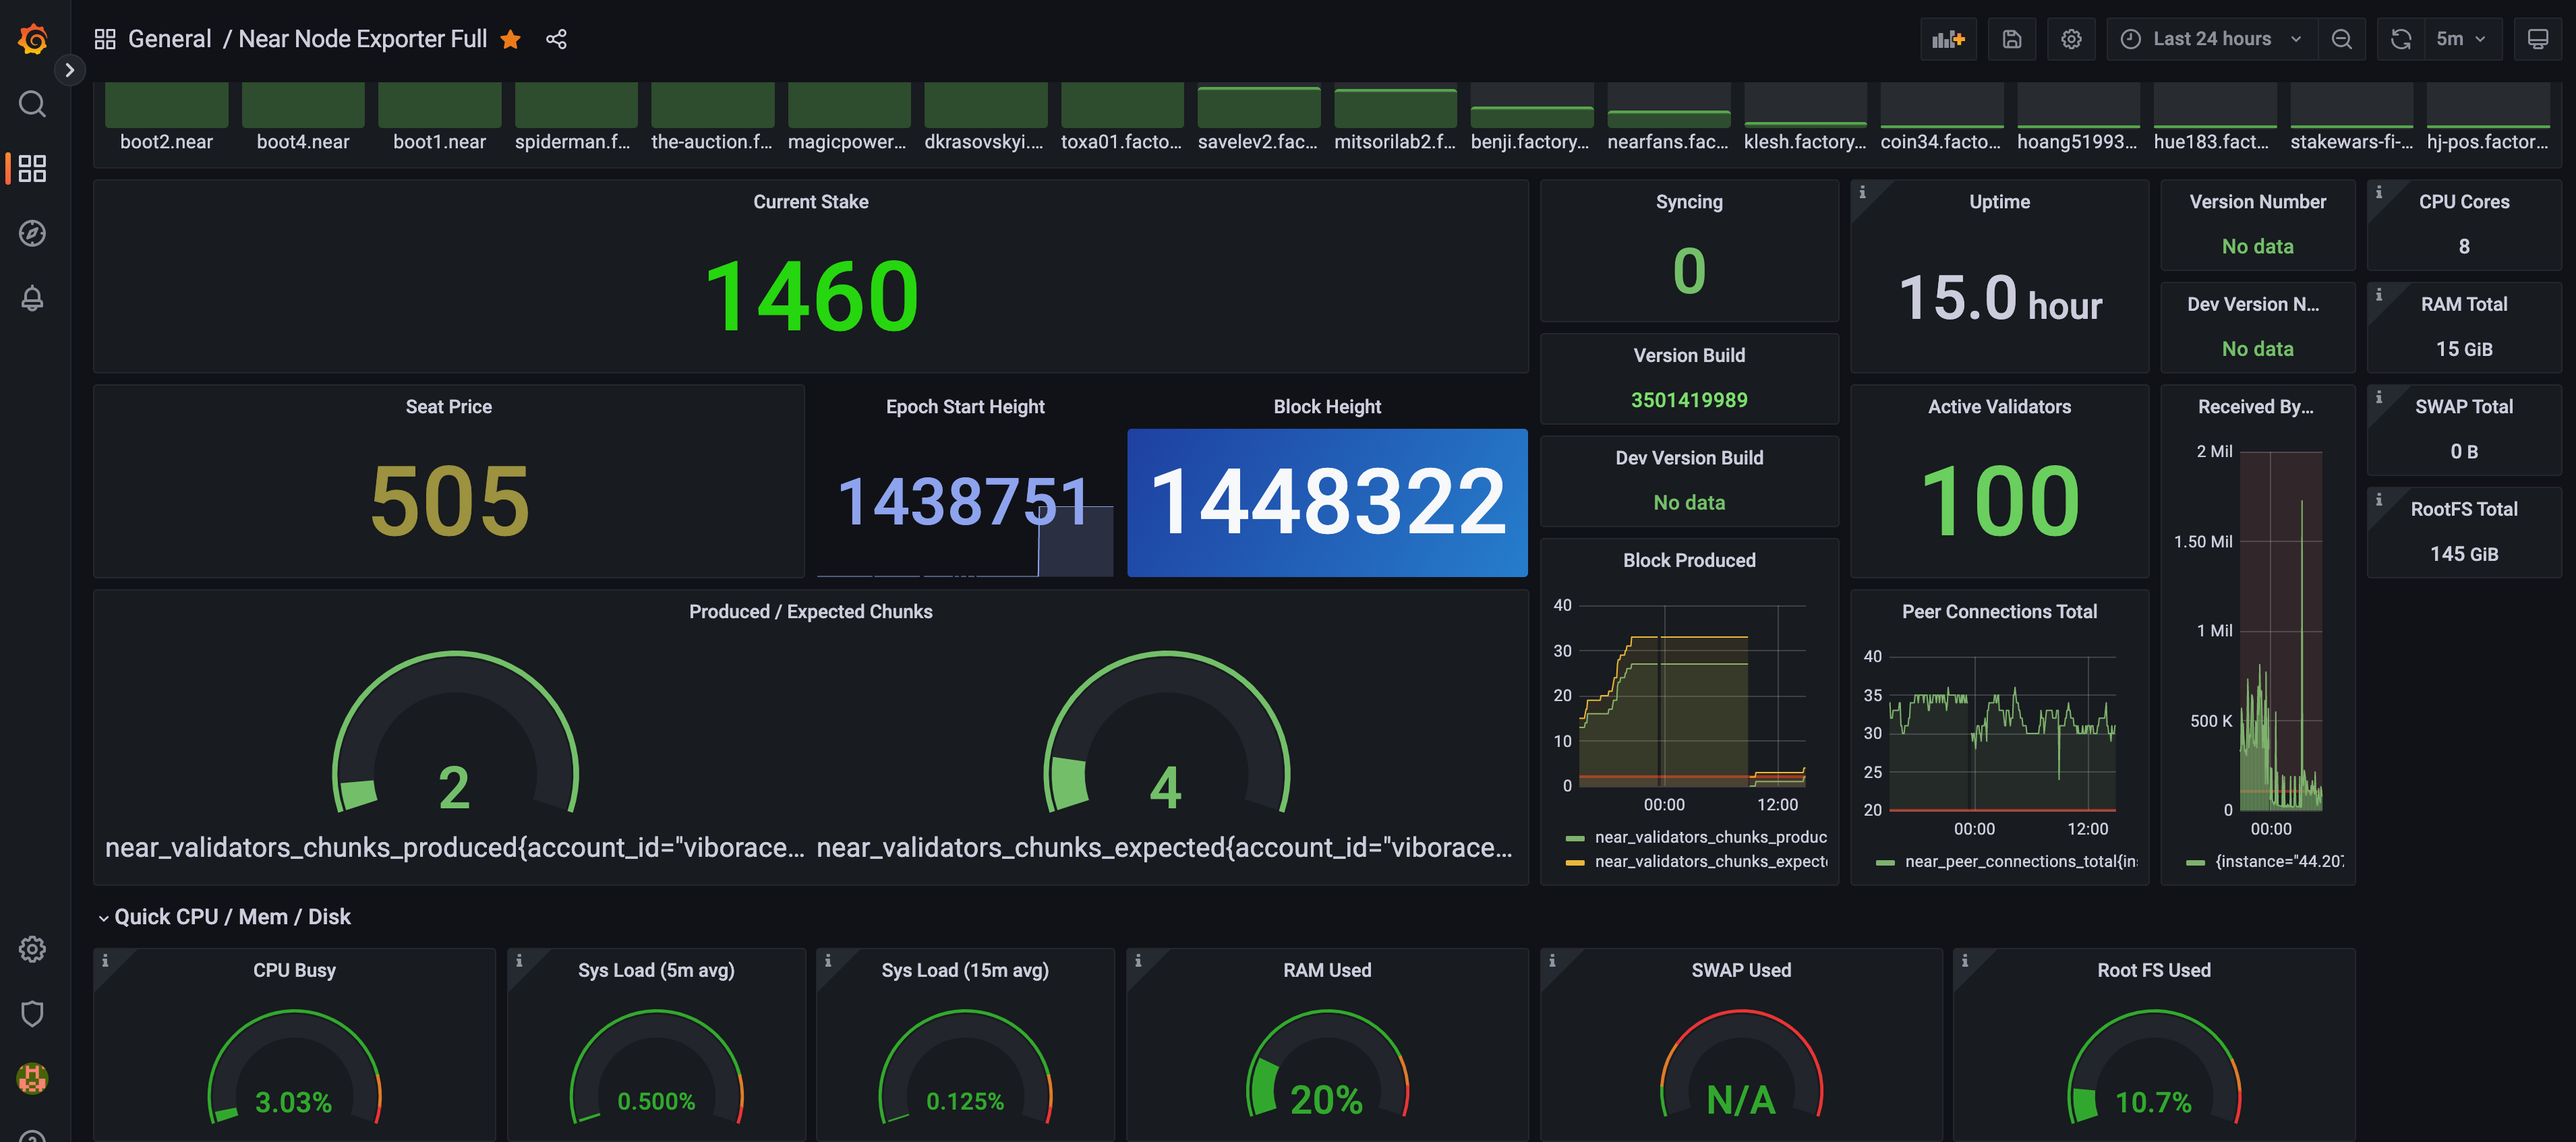 General / Near Node Exporter Full
Last 24 hours
5m
boot2.near boot4.near boot1.near spiderman.f... the-auction.f... magicpower... dkrasovskyi.... toxa01.facto... savelev2.fac... mitsorilab2.f... benji.factory... nearfans.fac... klesh.factory... coin34.facto... hoang51993... hue183.fact... stakewars-fi-... hj-pos.factor...
Current Stake
1460
Syncing
0
Uptime
15.0 hour
Version Number
No data
CPU Cores
8
Dev Version N...
No data
RAM Total
15 GiB
Version Build
3501419989
Seat Price
505
Epoch Start Height
1438751
Block Height
1448322
Dev Version Build
No data
Active Validators
100
Received By...
2 Mil
1.50 Mil
1 Mil
500 K
0
00:00
{instance="44.207
SWAP Total
0 B
RootFS Total
145 GiB
Produced / Expected Chunks
2
4
near_validators_chunks_produced{account_id="viborace...
near_validators_chunks_expected{account_id="viborace...
Block Produced
40
30
20
10
0
00:00 12:00
near_validators_chunks_produc
near_validators_chunks_expect
Peer Connections Total
40
35
30
25
20
00:00 12:00
near_peer_connections_total{in
Quick CPU / Mem / Disk
CPU Busy
3.03%
Sys Load (5m avg)
0.500%
Sys Load (15m avg)
0.125%
RAM Used
20%
SWAP Used
N/A
Root FS Used
10.7%